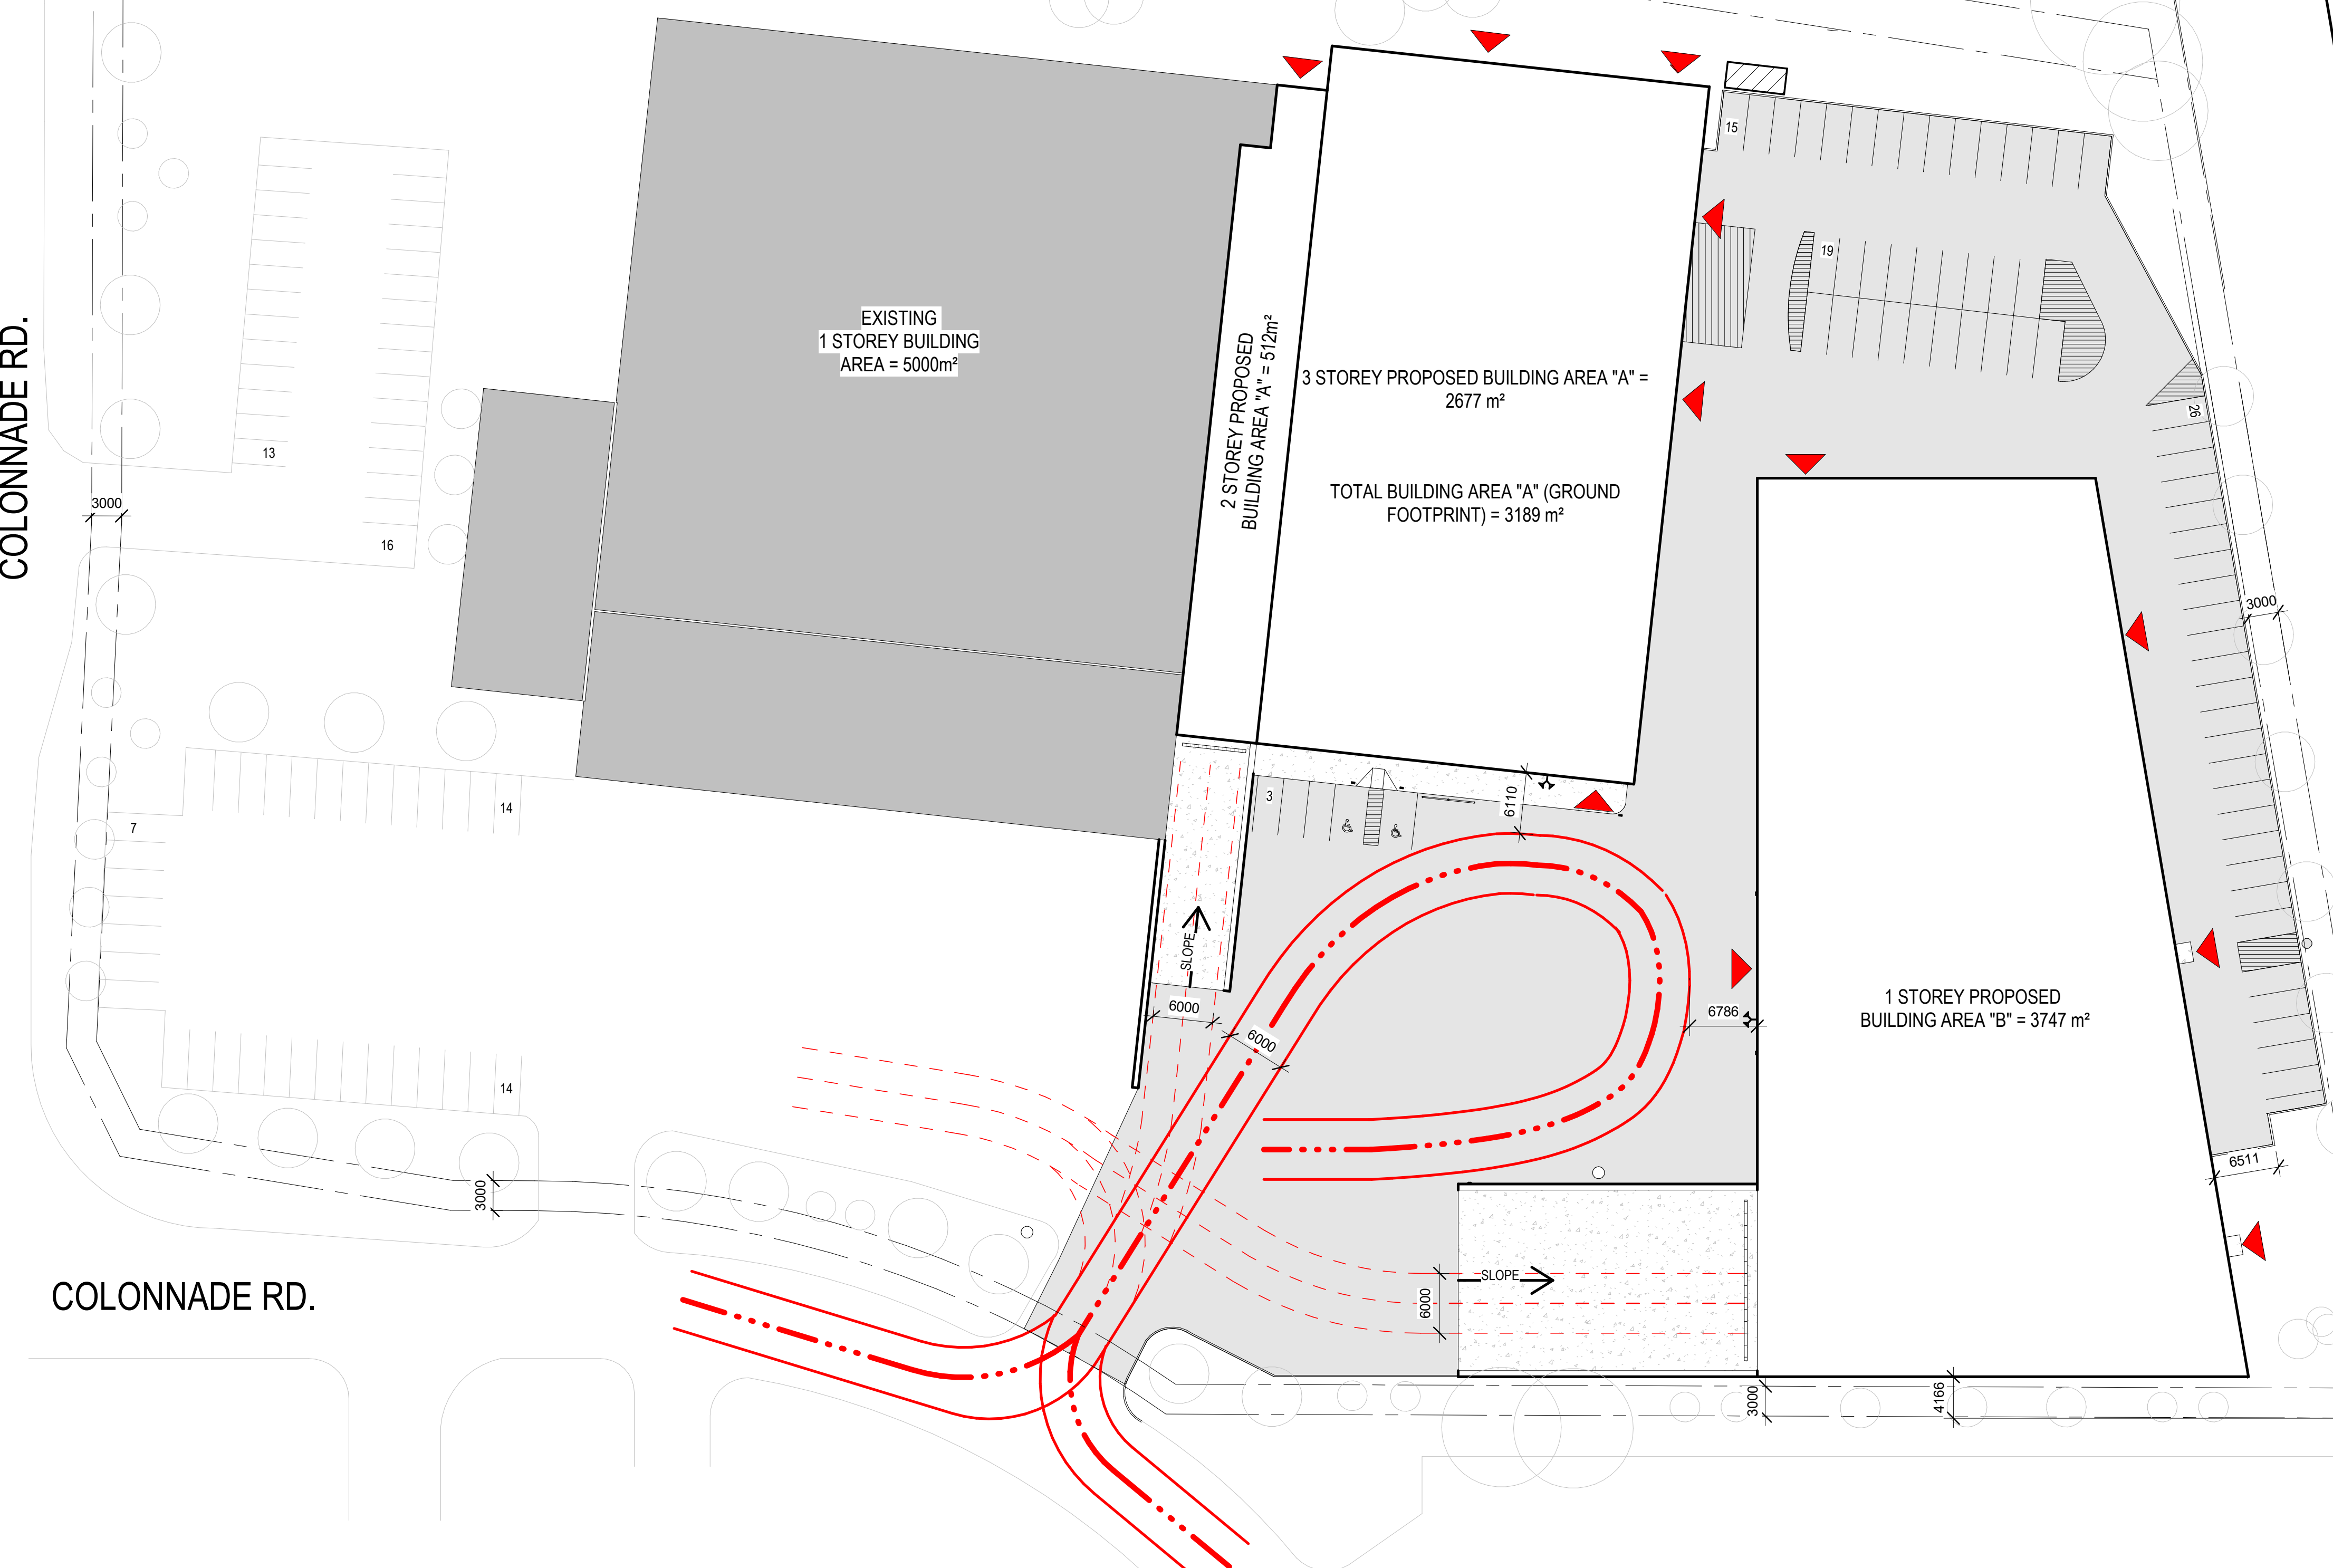 15
19
COLONNADE RD.
EXISTING
1 STOREY BUILDING
AREA = 5000m²
2 STOREY PROPOSED
BUILDING AREA "A" = 512m²
3 STOREY PROPOSED BUILDING AREA "A" =
2677 m²
TOTAL BUILDING AREA "A" (GROUND
FOOTPRINT) = 3189 m²
26
13
3000
16
3000
14
7
3
6110
SLOPE
6000
6000
6786
1 STOREY PROPOSED
BUILDING AREA "B" = 3747 m²
14
3000
6511
COLONNADE RD.
SLOPE
6000
3000
4166